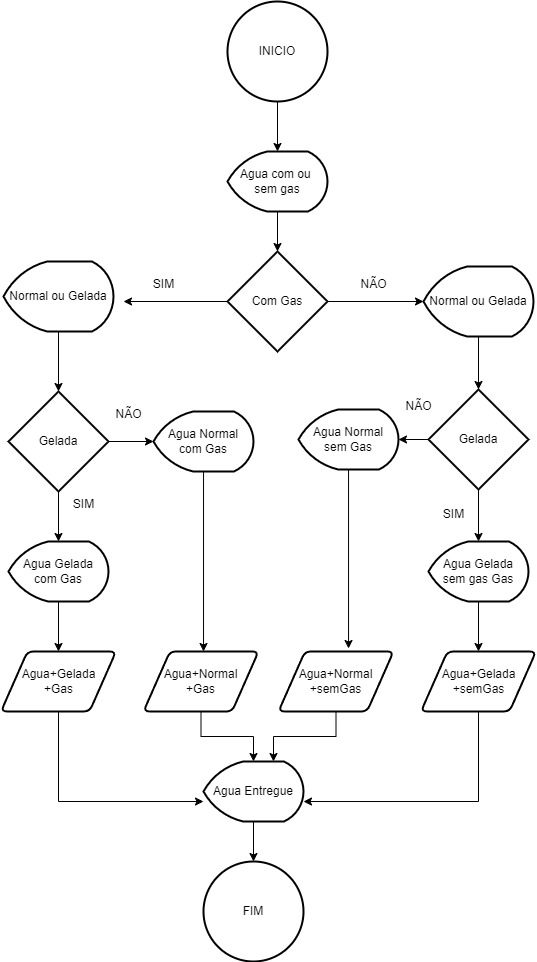 INICIO
Agua com ou
sem gas
SIM
Com Gas
NÃO
Normal ou Gelada
Normal ou Gelada
Gelada
NÃO
Agua Normal
com Gas
Agua Normal
sem Gas
NÃO
Gelada
SIM
SIM
Agua Gelada
com Gas
Agua Gelada
sem gas Gas
Agua+Gelada
+Gas
Agua+Normal
+Gas
Agua+Normal
+semGas
Agua+Gelada
+semGas
Agua Entregue
FIM